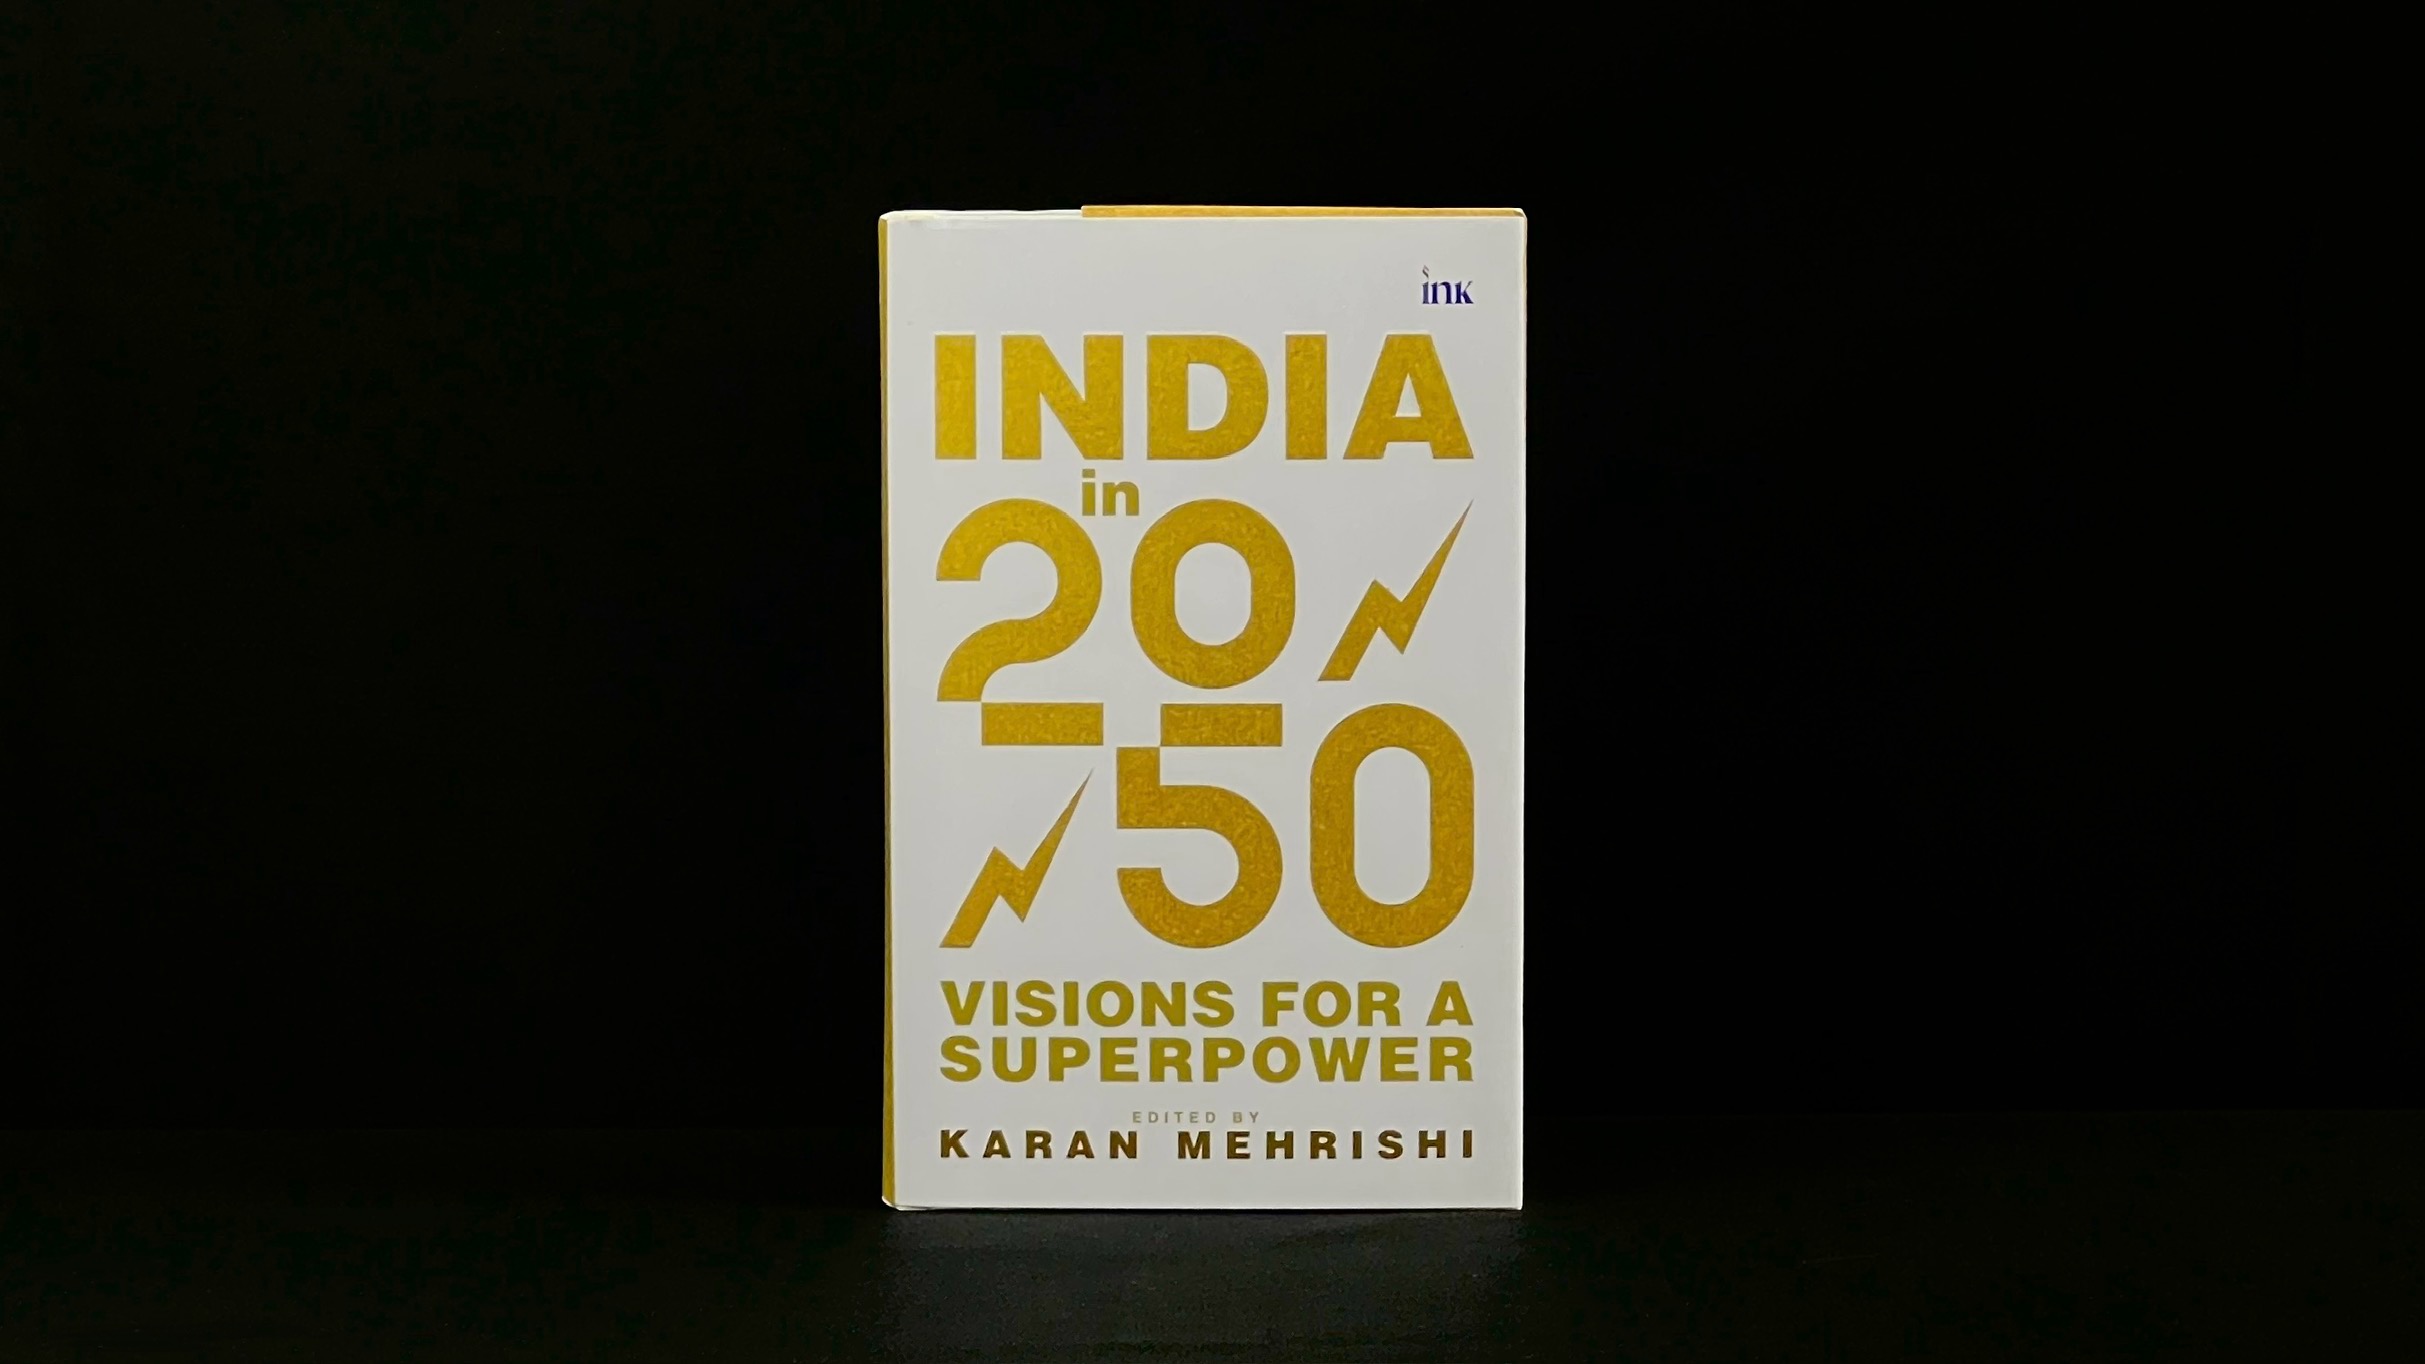 ink
INDIA
in
20
50
VISIONS FOR A
SUPERPOWER
EDITED BY
KARAN MEHRISHI